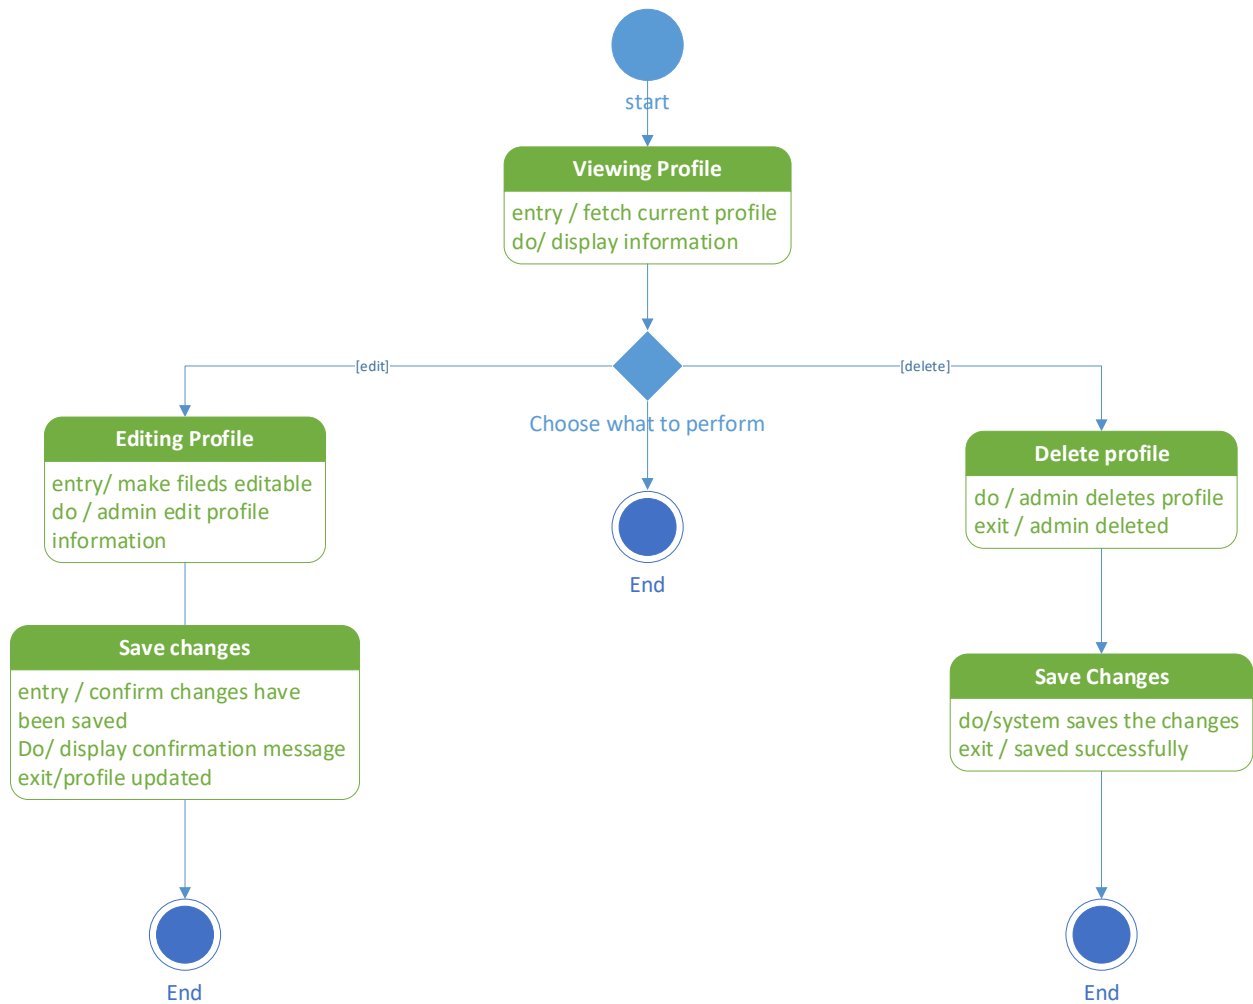 start
Viewing Profile
entry / fetch current profile
do/ display information
[edit]
[delete]
Choose what to perform
End
Editing Profile
entry/ make fileds editable
do / admin edit profile
information
Save changes
entry / confirm changes have
been saved
Do/ display confirmation message
exit/profile updated
End
Delete profile
do / admin deletes profile
exit / admin deleted
Save Changes
do/system saves the changes
exit / saved successfully
End